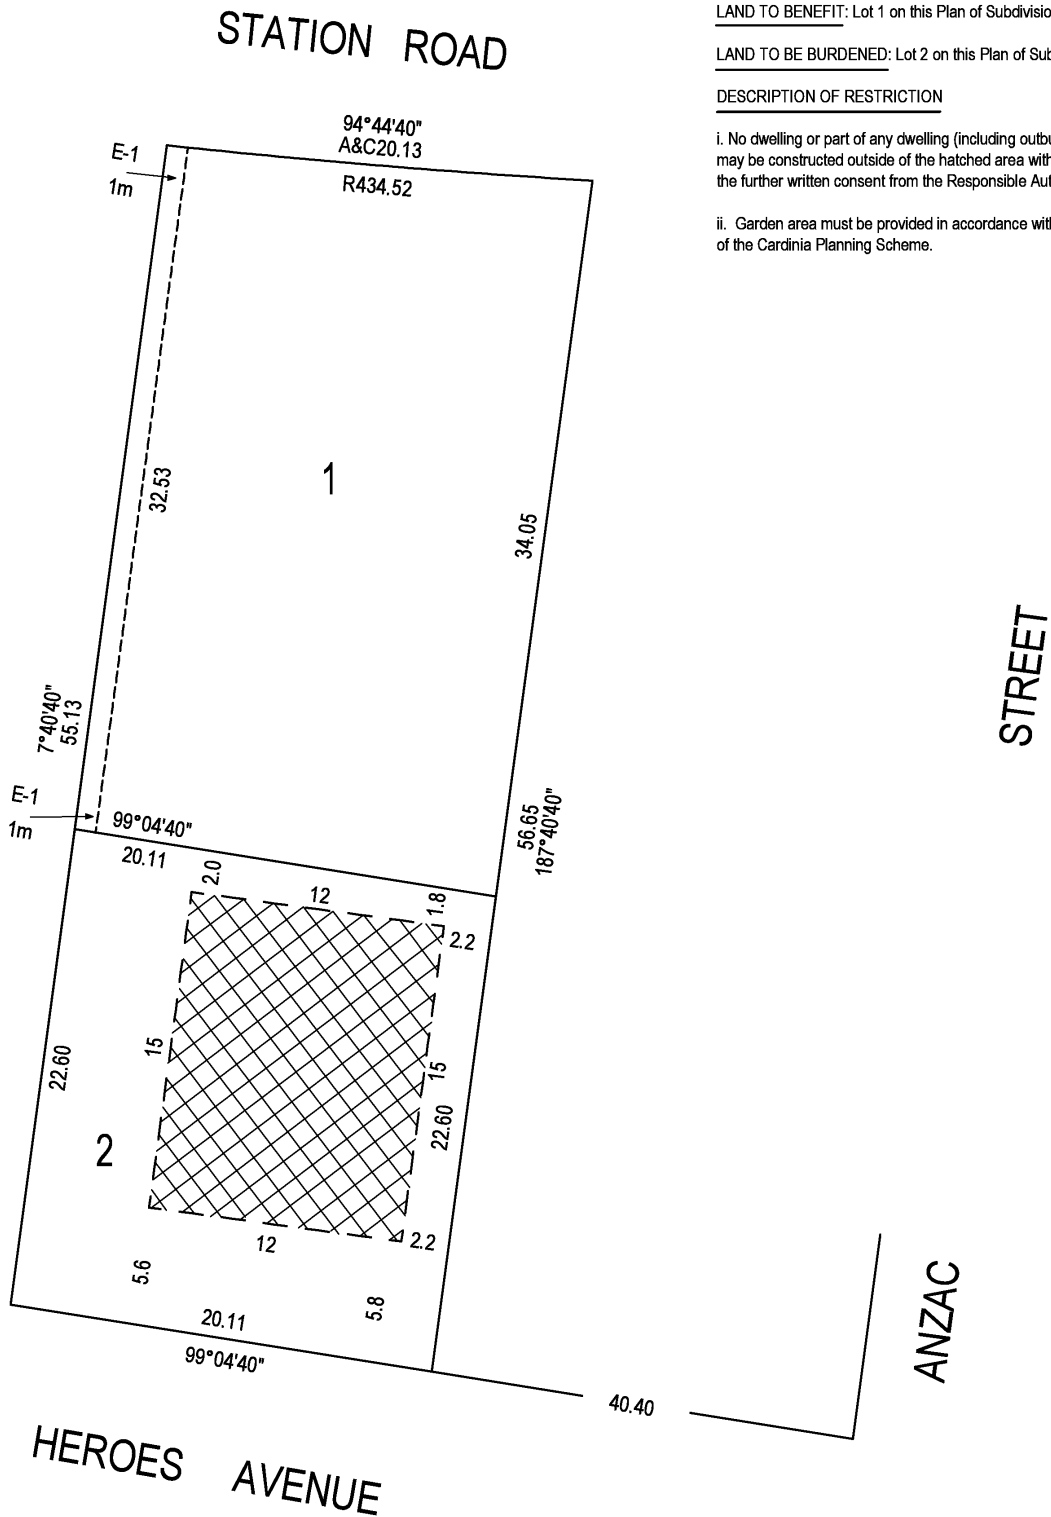 STATION ROAD
LAND TO BENEFIT: Lot 1 on this Plan of
LAND TO BE BURDENED: Lot 2 on this Plan of
DESCRIPTION OF RESTRICTION
i. No dwelling or part of any dwelling (including
may be constructed outside of the hatched area
the further written consent from the Responsible
ii. Garden area must be provided in accordance
of the Cardinia Planning Scheme.
94°44'40"
A&C20.13
R434.52
E-1
1m
1
32.53
34.05
7°40'40"
55.13
STREET
E-1
1m
99°04'40"
20.11
56.65
187°40'40"
2.0
12
1.8
2.2
15
15
22.60
22.60
2
12
2.2
5.6
5.8
20.11
99°04'40"
40.40
ANZAC
HEROES AVENUE